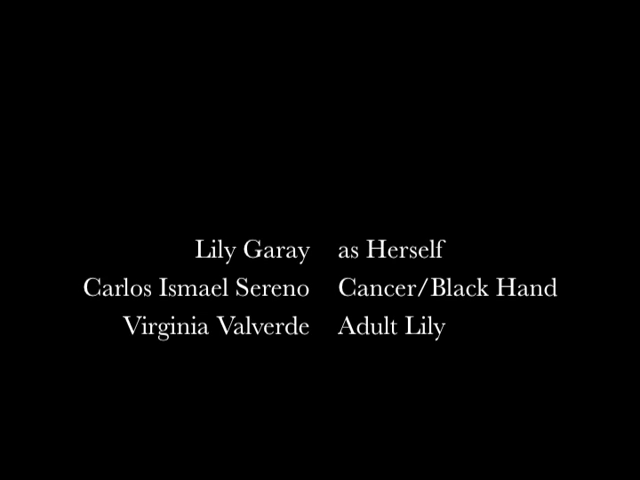 Lily Garay as Herself
Carlos Ismael Sereno Cancer/Black Hand
Virginia Valverde Adult Lily